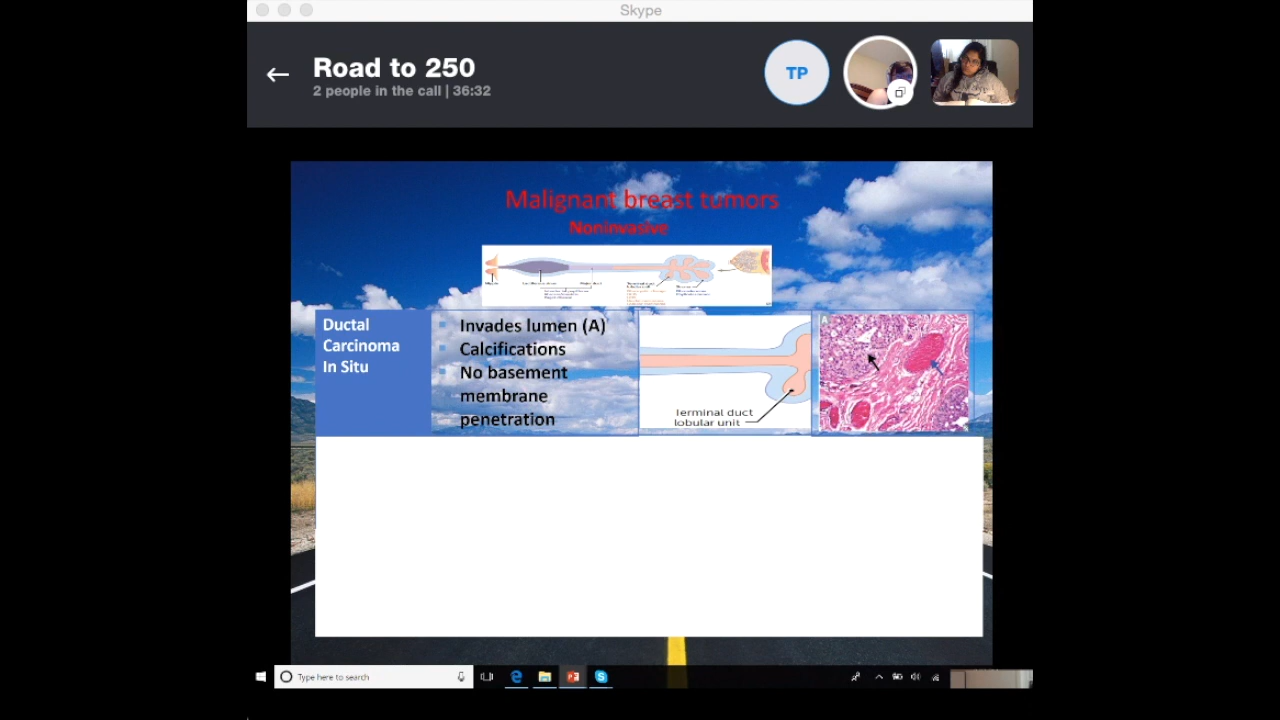 Skype
Road to 250
2 people in the call | 36:32
TP
Malignant breast tumors
Noninvasive
Ductal
Carcinoma
In Situ
Invades lumen (A)
Calcifications
No basement
membrane
penetration
Terminal duct
lobular unit
A
Type here to search